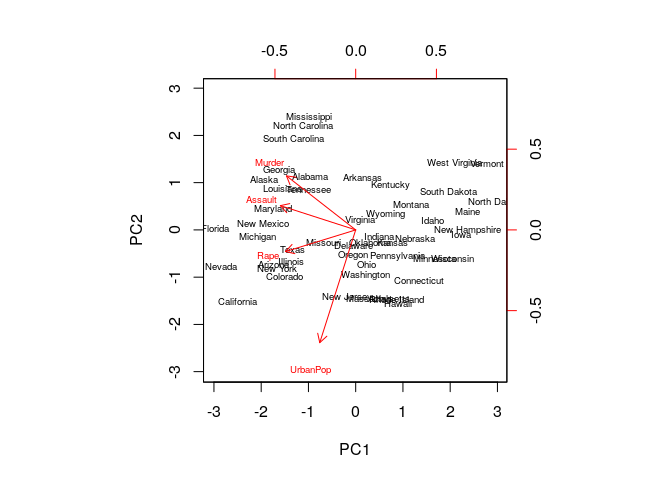 -0.5 0.0 0.5
3
2
1
0
-1
-2
-3
PC2
0.5
0.0
-0.5
Mississippi
North Carolina
South Carolina
Murder
West Virginia
Vermont
Georgia
Alaska
Alabama
Arkansas
Louisiana
Tennessee
Kentucky
South Dakota
Assault
Maryland
Montana
North Da
Wyoming
Idaho
Maine
New Mexico
Virginia
Florida
New Hampshire
Michigan
Missouri
Indiana
Oklahoma
Kansas
Nebraska
Iowa
Texas
Delaware
Rape
Oregon
Pennsylvania
Minnesota
Wisconsin
Nevada
Arizona
Illinois
New York
Ohio
Colorado
Washington
Connecticut
California
New Jersey
Massachusetts
Rhode Island
Hawaii
UrbanPop
-3 -2 -1 0 1 2 3
PC1